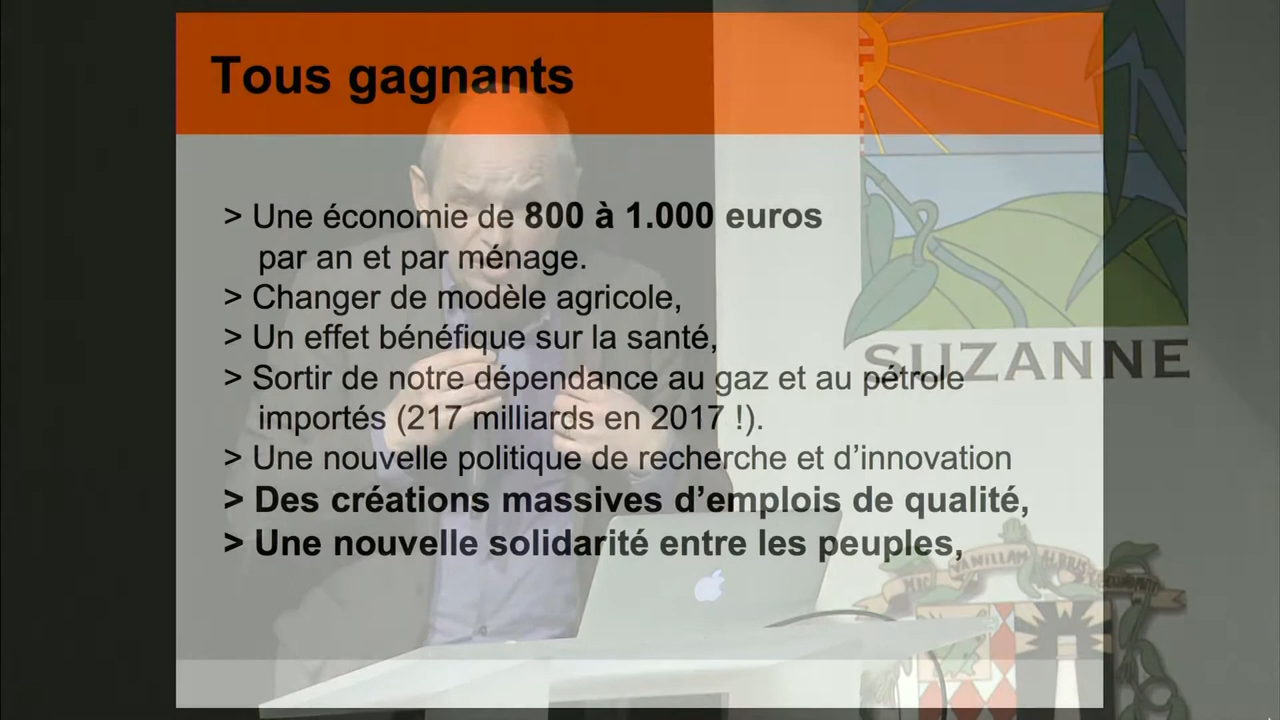 Tous gagnants
> Une économie de 800 à 1.000 euros
par an et par ménage.
> Changer de modèle agricole,
> Un effet bénéfique sur la santé,
> Sortir de notre dépendance au gaz et au pétrole
importés (217 milliards en 2017 !).
> Une nouvelle politique de recherche et d’innovation
> Des créations massives d’emplois de qualité,
> Une nouvelle solidarité entre les peuples,
SUZANNE
HIC VANILLAM ALBRIS